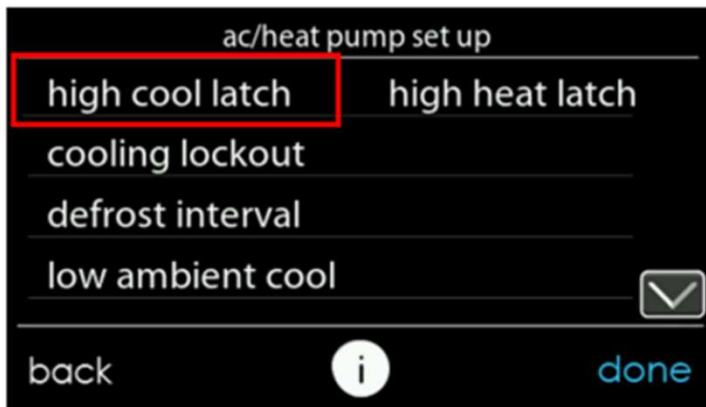 ac/heat pump set up
high cool latch high heat latch
cooling lockout
defrost interval
low ambient cool
back i done